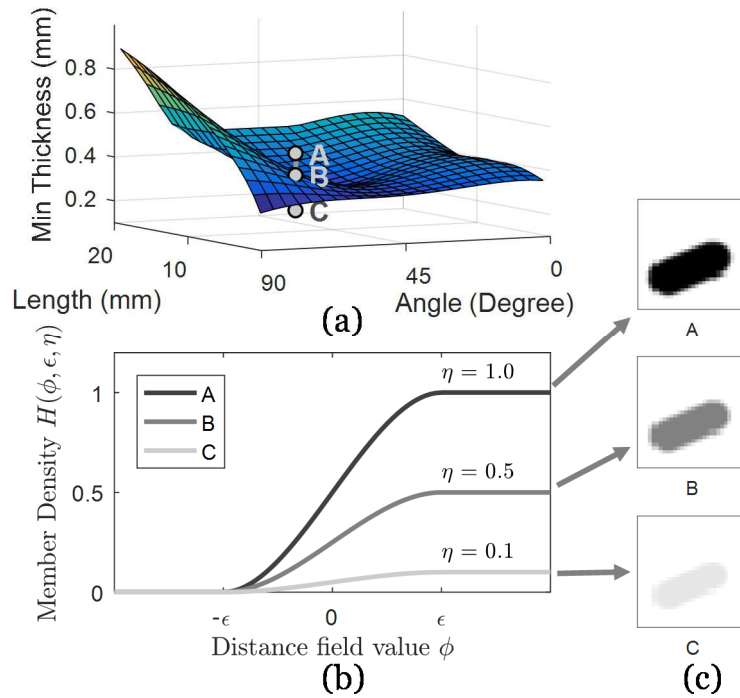 Min Thickness (mm)
0.8
0.6
0.4
0.2
A
B
C
20
10
90
45
0
Length (mm)
Angle (Degree)
(a)
Member Density H(ϕ, ϵ, η)
1
0.5
0
A
B
C
η = 1.0
η = 0.5
η = 0.1
-ϵ
0
ϵ
Distance field value ϕ
(b)
A
B
C
(c)